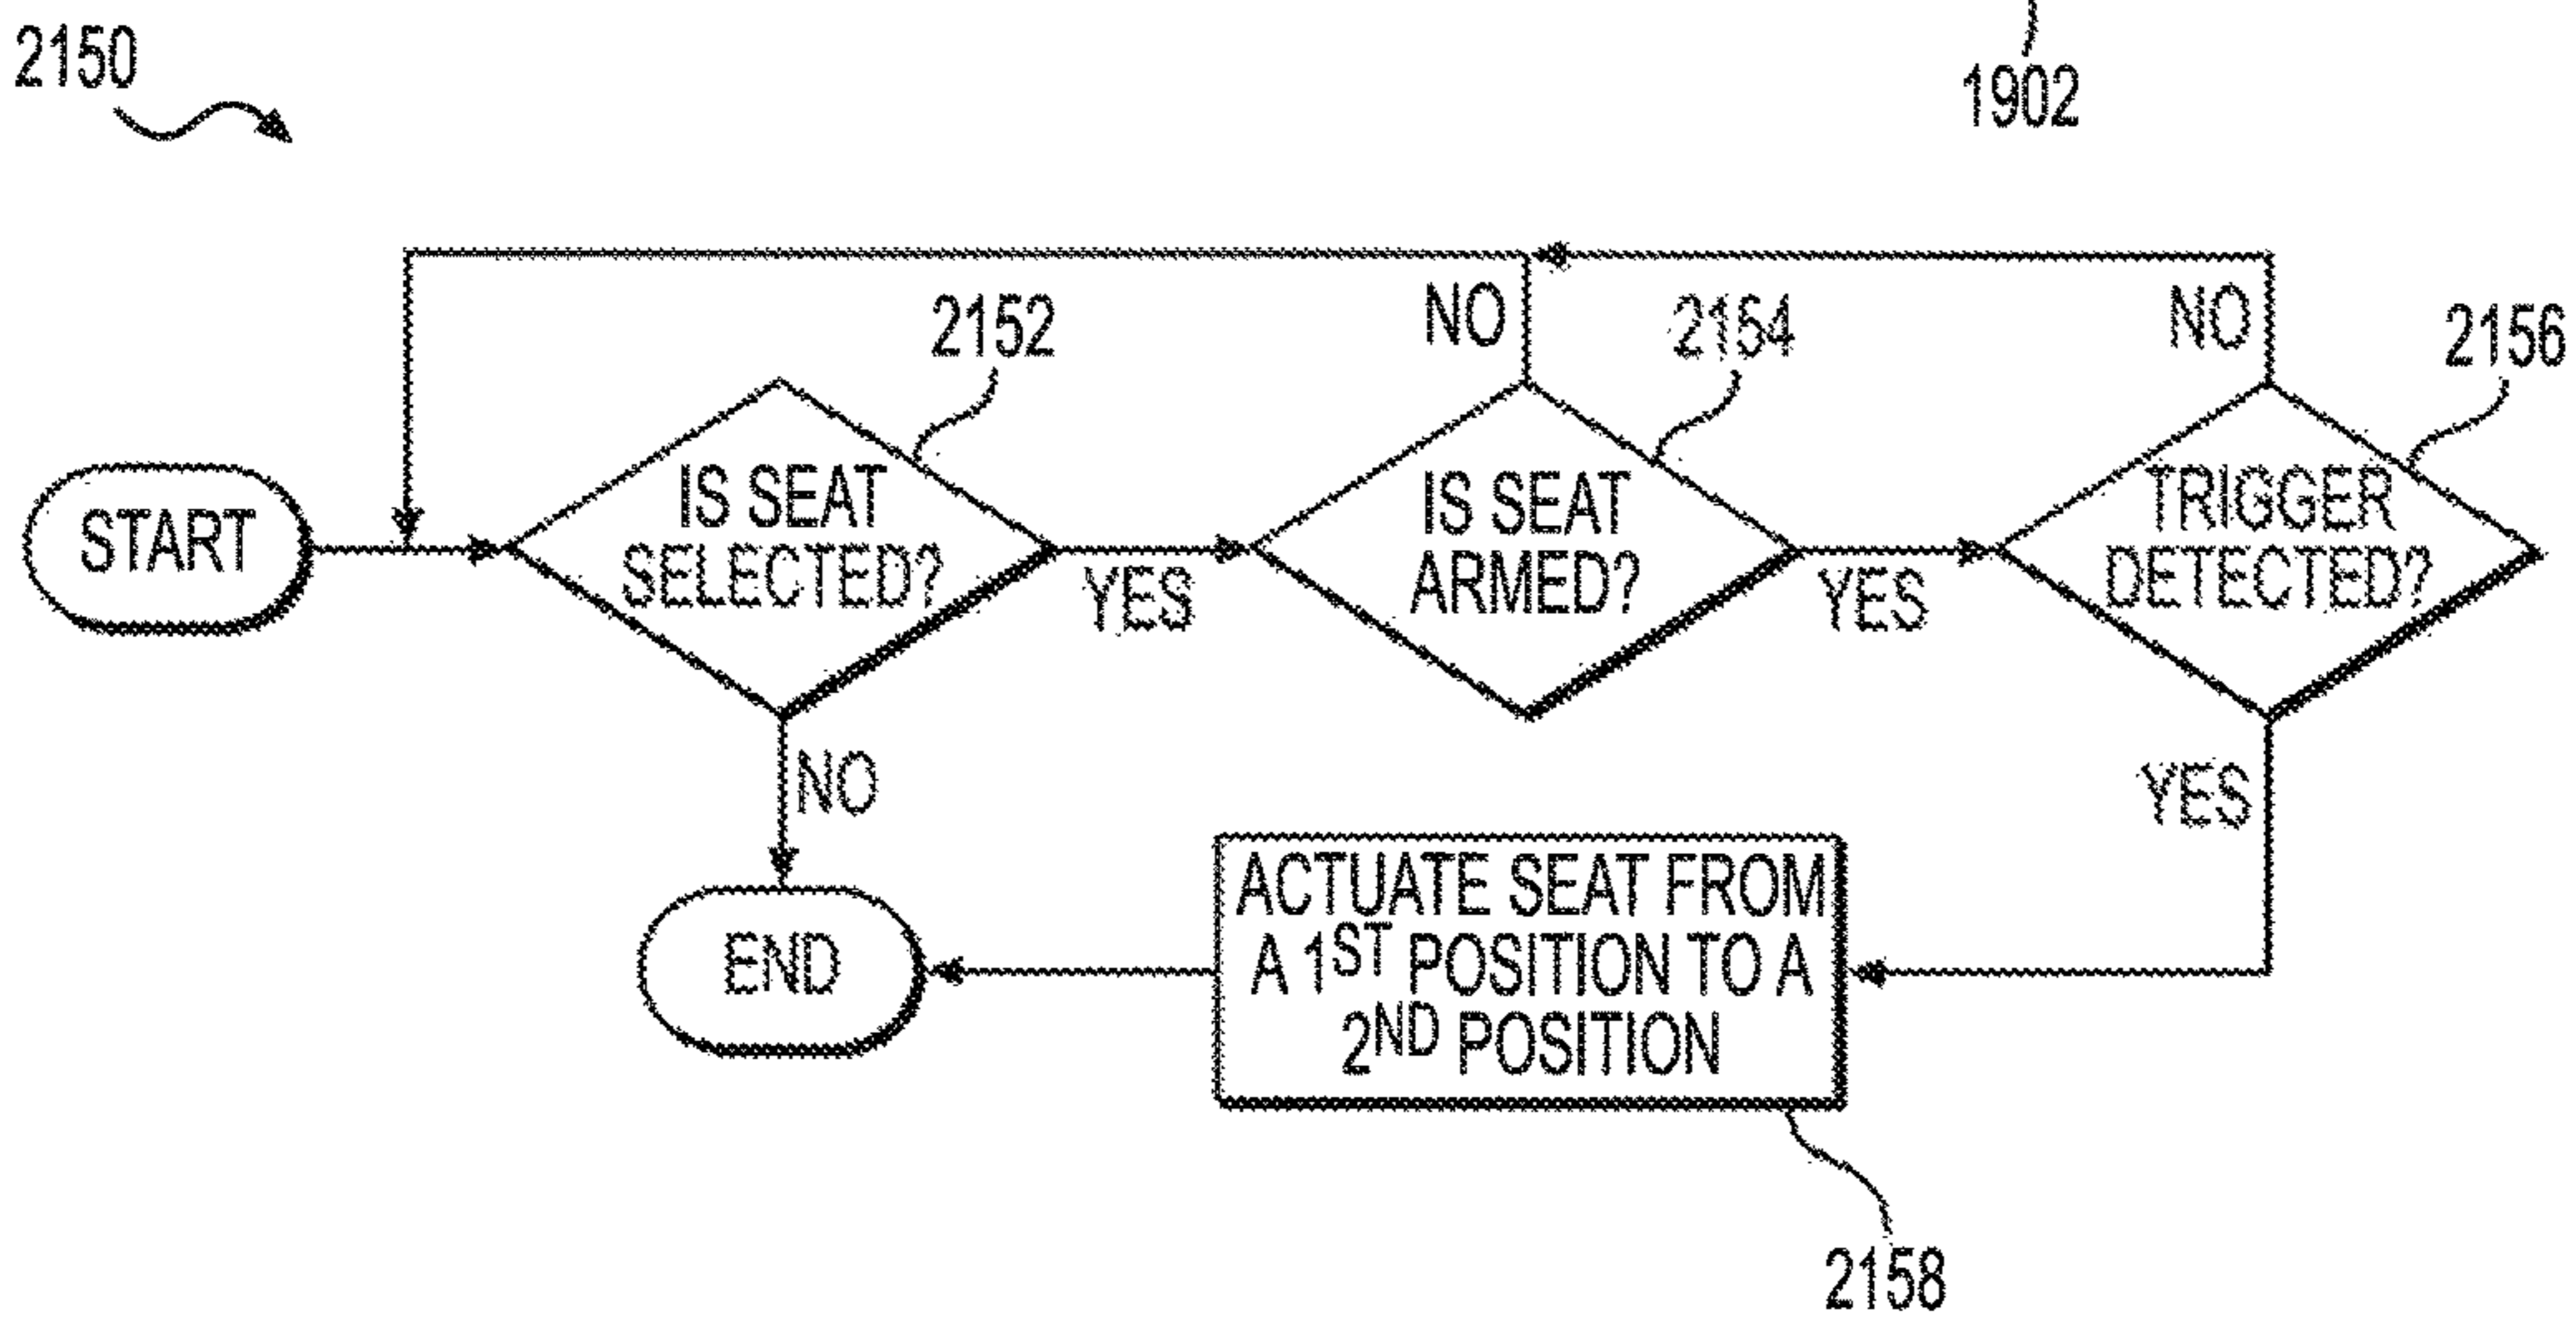 2150
1902
2152
NO
2154
NO
2156
START
IS SEAT
SELECTED?
YES
IS SEAT
ARMED?
YES
TRIGGER
DETECTED?
NO
YES
END
ACTUATE SEAT FROM
A 1ST POSITION TO A
2ND POSITION
2158